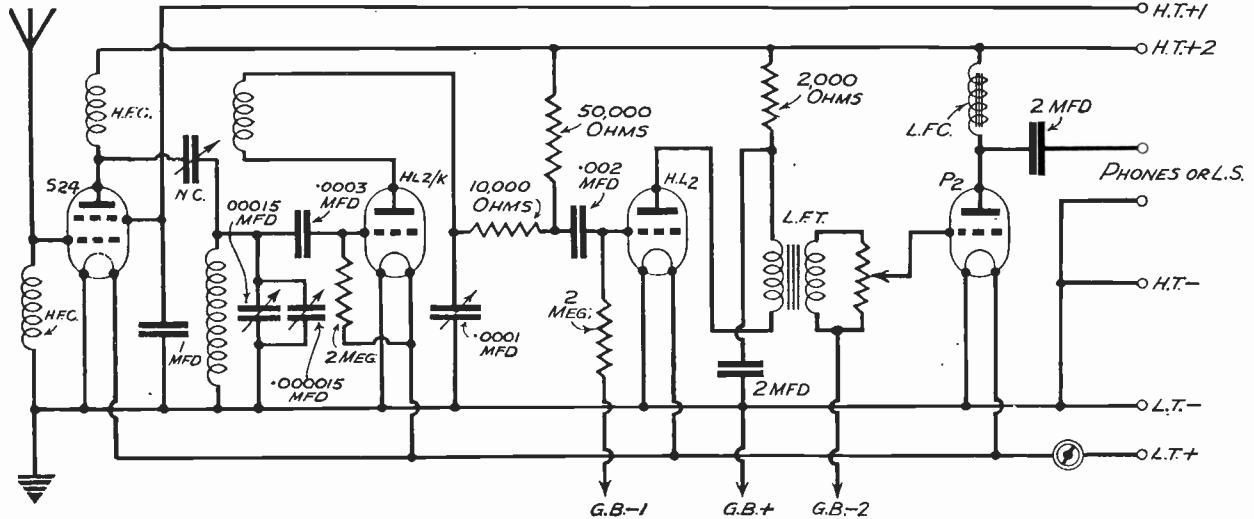 H.T.+1
H.T.+2
H.F.C.
S24
N.C.
.00015
MFD
.0003
MFD
HL2/K
50,000
OHMS
10,000
OHMS
.002
MFD
H.L2
2,000
OHMS
L.F.C.
2 MFD
P2
PHONES OR L.S.
L.F.T.
H.F.C.
1
MFD
.000015
MFD
2 MEG.
.0001
MFD
2
MEG.
2 MFD
H.T.-
L.T.-
L.T.+
G.B.-1
G.B.+
G.B.-2